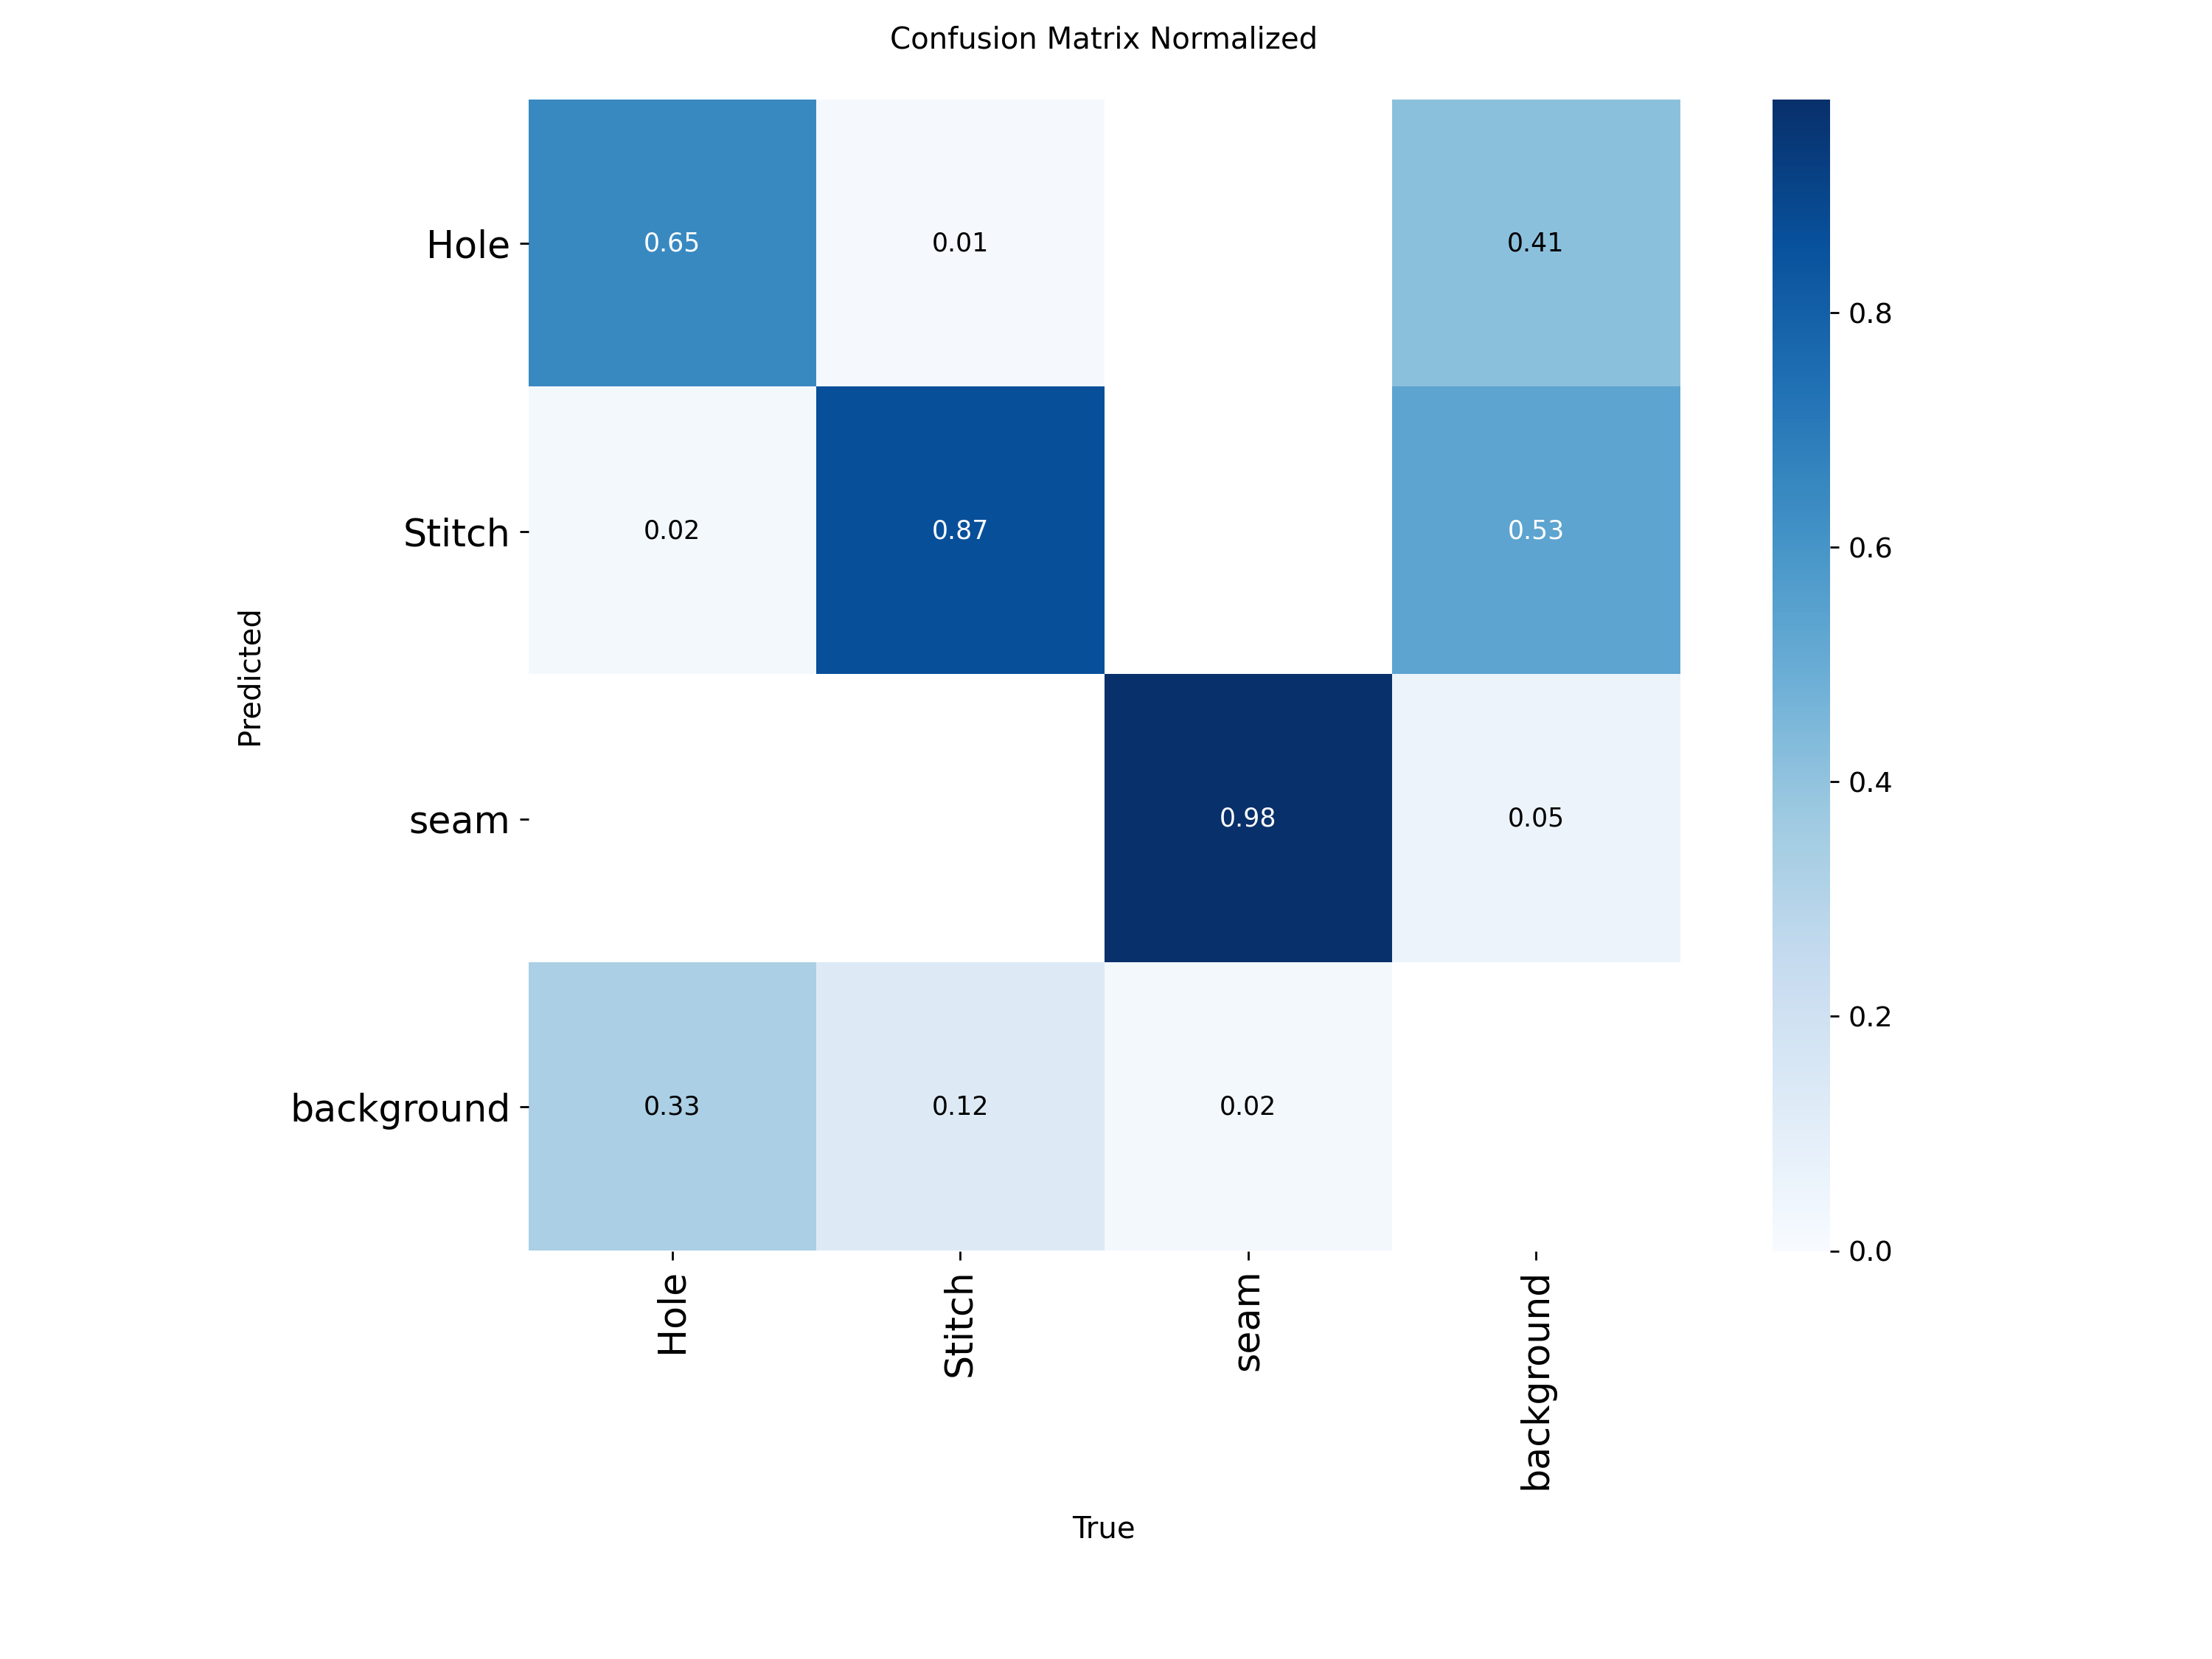 Confusion Matrix Normalized
Hole
0.65
0.01
0.41
0.8
Stitch
0.02
0.87
0.53
0.6
Predicted
seam
0.98
0.05
0.4
background
0.33
0.12
0.02
0.2
0.0
Hole
Stitch
seam
background
True